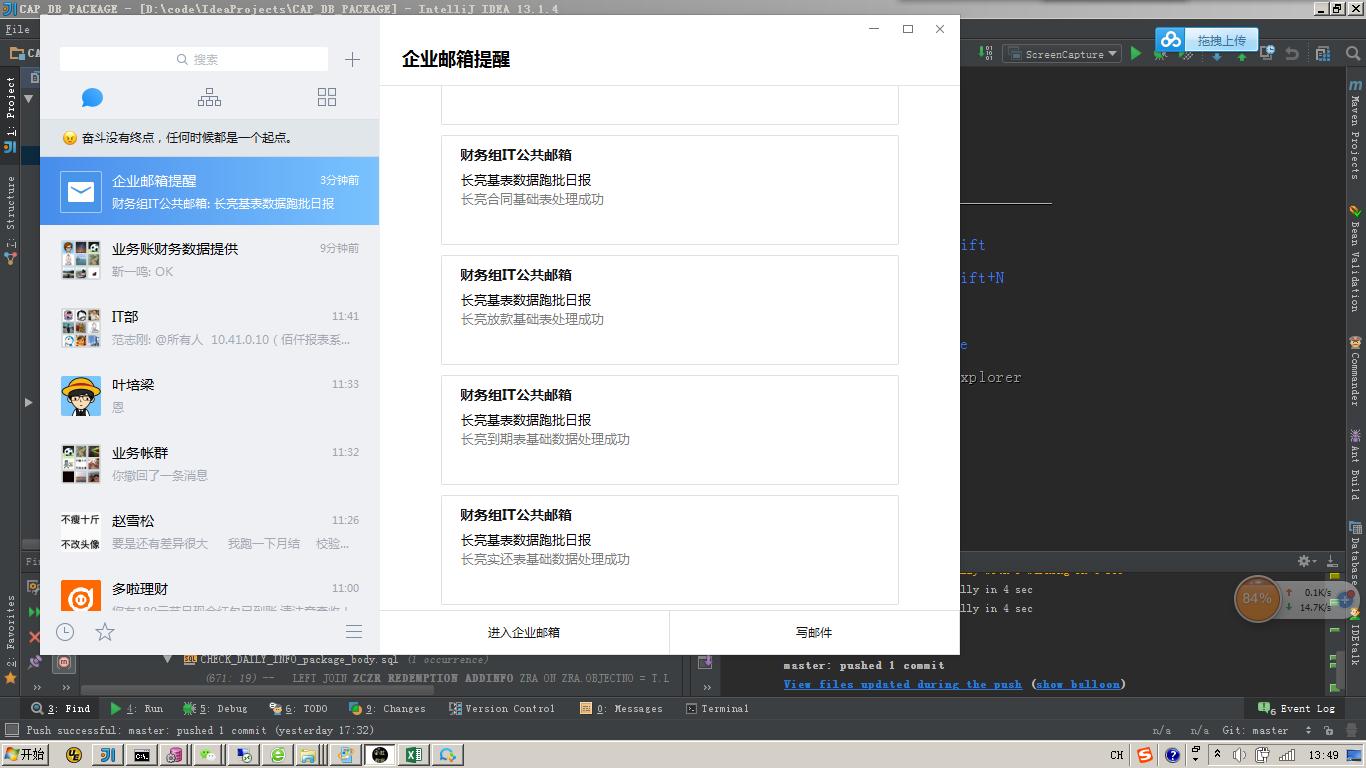 CAP_DB_PACKAGE - [D:\code\IdeaProjects\CAP_DB_PACKAGE] - IntelliJ IDEA 13.1.4
File
搜索
企业邮箱提醒
ScreenCapture
拖拽上传
奋斗没有终点，任何时候都是一个起点。
企业邮箱提醒
3分钟前
财务组IT公共邮箱: 长亮基表数据跑批日报
业务账财务数据提供
9分钟前
靳一鸣: OK
IT部
11:41
范志刚: @所有人 10.41.0.10（佰仟报表系...
叶培梁
11:33
恩
业务帐群
11:32
你撤回了一条消息
不瘦十斤
不改头像
赵雪松
11:26
要是还有差异很大 我跑一下月结 校验...
多啦理财
11:00
财务组IT公共邮箱
长亮基表数据跑批日报
长亮合同基础表处理成功
财务组IT公共邮箱
长亮基表数据跑批日报
长亮放款基础表处理成功
财务组IT公共邮箱
长亮基表数据跑批日报
长亮到期表基础数据处理成功
财务组IT公共邮箱
长亮基表数据跑批日报
长亮实还表基础数据处理成功
进入企业邮箱
写邮件
ift
ift+N
e
xplorer
1: Project
7: Structure
2: Favorites
Maven Projects
Bean Validation
Commander
Ant Build
Database
IDEtalk
lly in 4 sec
lly in 4 sec
84%
0.1K/s
14.7K/s
CHECK_DAILY_INFO_package_body.sql (1 occurrence)
(671: 19) -- LEFT JOIN ZCZR_REDEMPTION_ADDINFO ZRA ON ZRA.OBJECTNO = T.L
master: pushed 1 commit
View files updated during the push (show balloon)
3: Find
4: Run
5: Debug
6: TODO
9: Changes
Version Control
0: Messages
Terminal
6 Event Log
Push successful: master: pushed 1 commit (yesterday 17:32)
n/a
n/a
Git: master
开始
CH
13:49